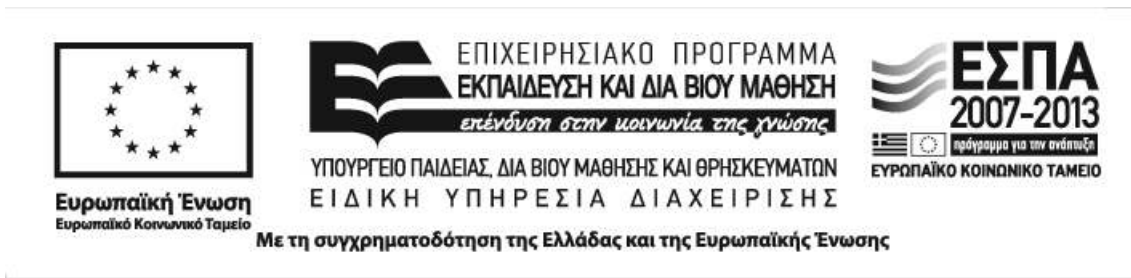 Ευρωπαϊκή Ένωση
Ευρωπαϊκό Κοινωνικό Ταμείο
ΕΠΙΧΕΙΡΗΣΙΑΚΟ ΠΡΟΓΡΑΜΜΑ
ΕΚΠΑΙΔΕΥΣΗ ΚΑΙ ΔΙΑ ΒΙΟΥ ΜΑΘΗΣΗ
επένδυση στην κοινωνία της γνώσης
ΥΠΟΥΡΓΕΙΟ ΠΑΙΔΕΙΑΣ, ΔΙΑ ΒΙΟΥ ΜΑΘΗΣΗΣ ΚΑΙ ΘΡΗΣΚΕΥΜΑΤΩΝ
ΕΙΔΙΚΗ ΥΠΗΡΕΣΙΑ ΔΙΑΧΕΙΡΙΣΗΣ
ΕΣΠΑ
2007-2013
πρόγραμμα για την ανάπτυξη
ΕΥΡΩΠΑΪΚΟ ΚΟΙΝΩΝΙΚΟ ΤΑΜΕΙΟ
Με τη συγχρηματοδότηση της Ελλάδας και της Ευρωπαϊκής Ένωσης